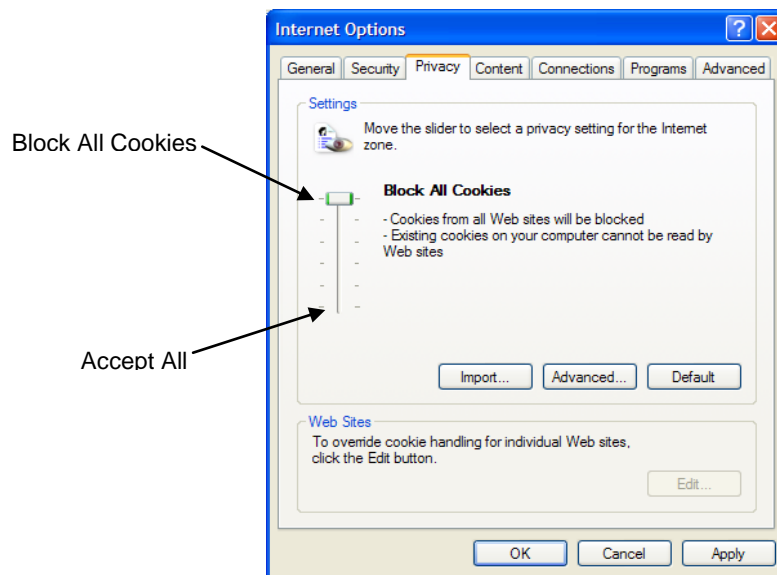 Internet Options
General Security Privacy Content Connections Programs Advanced
Settings
Move the slider to select a privacy setting for the Internet
zone.
Block All Cookies
Block All Cookies
- Cookies from all Web sites will be blocked
- Existing cookies on your computer cannot be read by
Web sites
Accept All
Import... Advanced... Default
Web Sites
To override cookie handling for individual Web sites,
click the Edit button.
Edit...
OK Cancel Apply